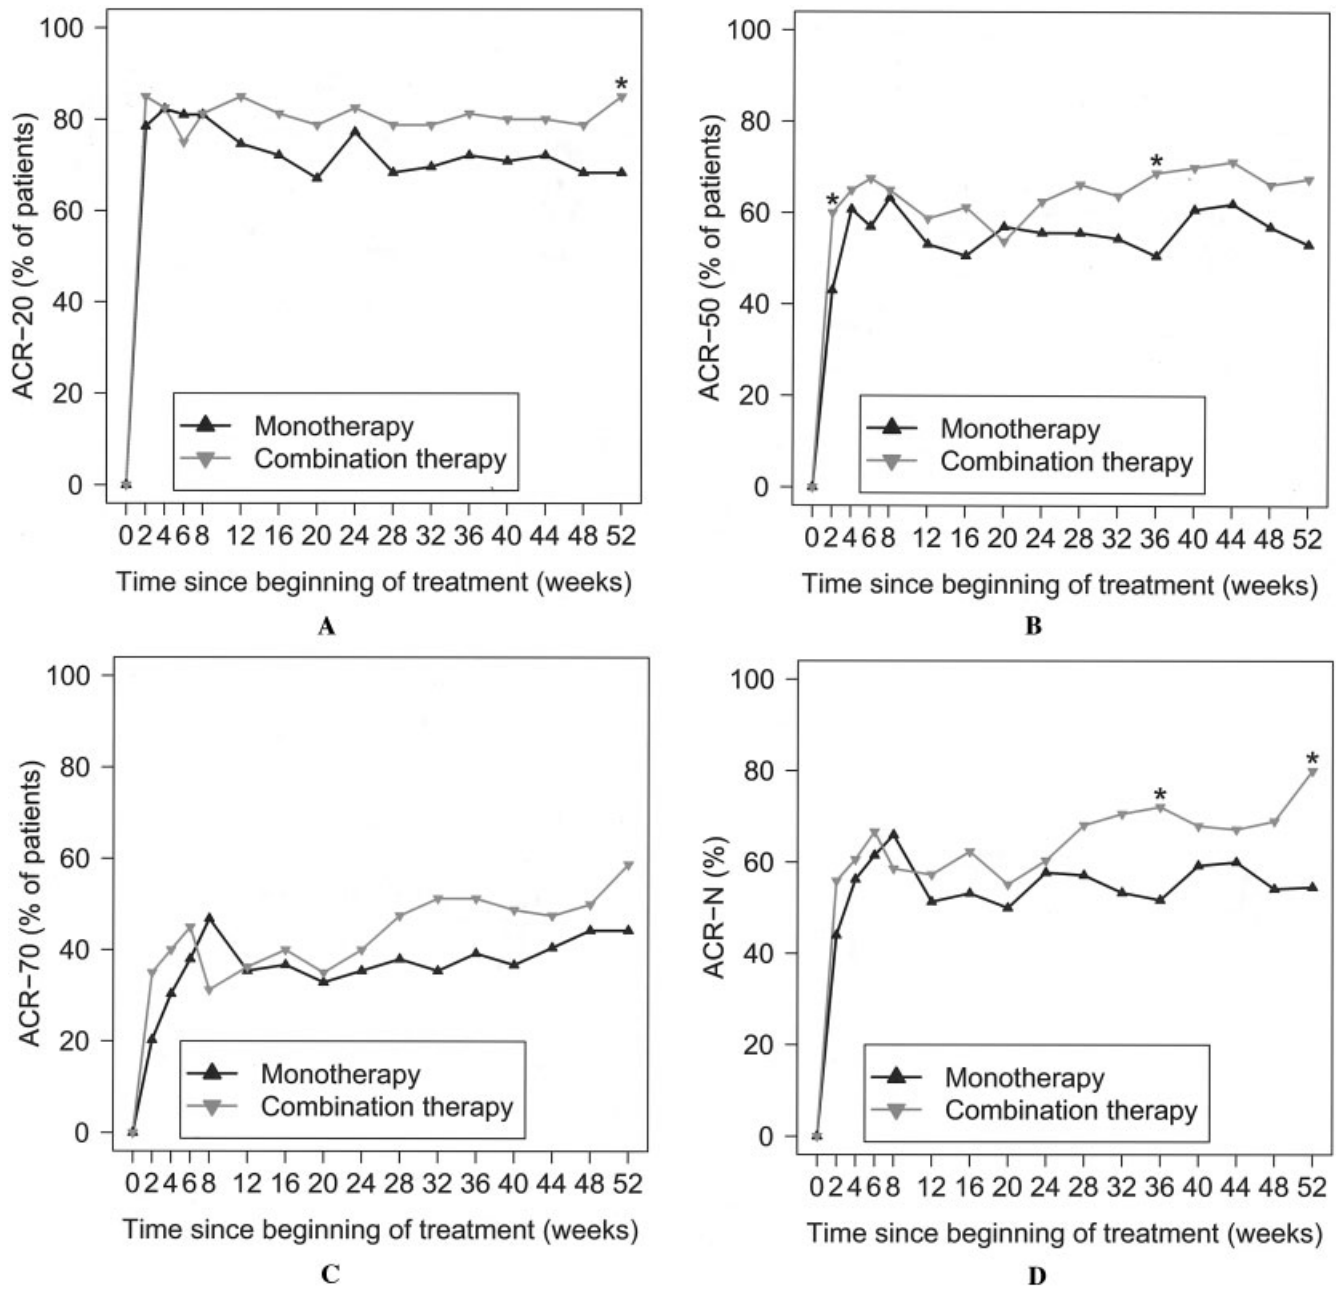 ACR−20 (% of patients)
100
80
60
40
20
0
*
Monotherapy
Combination therapy
0 2 4 6 8 12 16 20 24 28 32 36 40 44 48 52
Time since beginning of treatment (weeks)
A
ACR−50 (% of patients)
100
80
60
40
20
0
* *
Monotherapy
Combination therapy
0 2 4 6 8 12 16 20 24 28 32 36 40 44 48 52
Time since beginning of treatment (weeks)
B
ACR−70 (% of patients)
100
80
60
40
20
0
Monotherapy
Combination therapy
0 2 4 6 8 12 16 20 24 28 32 36 40 44 48 52
Time since beginning of treatment (weeks)
C
ACR−N (%)
100
80
60
40
20
0
* *
Monotherapy
Combination therapy
0 2 4 6 8 12 16 20 24 28 32 36 40 44 48 52
Time since beginning of treatment (weeks)
D